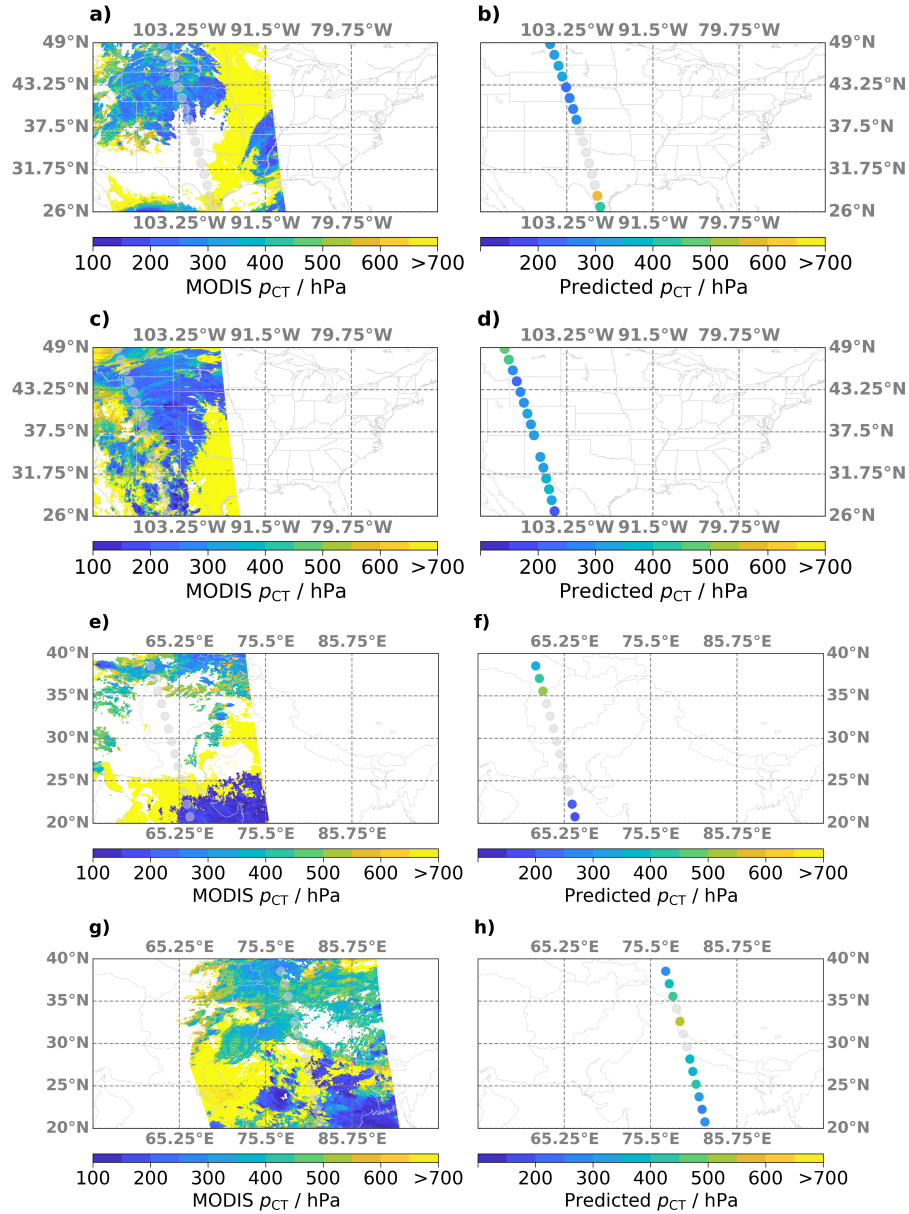 a)
103.25°W 91.5°W 79.75°W
49°N
43.25°N
37.5°N
31.75°N
26°N
103.25°W 91.5°W 79.75°W
100 200 300 400 500 600 >700
MODIS pCT / hPa
b)
103.25°W 91.5°W 79.75°W
49°N
43.25°N
37.5°N
31.75°N
26°N
103.25°W 91.5°W 79.75°W
200 300 400 500 600 >700
Predicted pCT / hPa
c)
103.25°W 91.5°W 79.75°W
49°N
43.25°N
37.5°N
31.75°N
26°N
103.25°W 91.5°W 79.75°W
100 200 300 400 500 600 >700
MODIS pCT / hPa
d)
103.25°W 91.5°W 79.75°W
49°N
43.25°N
37.5°N
31.75°N
26°N
103.25°W 91.5°W 79.75°W
200 300 400 500 600 >700
Predicted pCT / hPa
e)
65.25°E 75.5°E 85.75°E
40°N
35°N
30°N
25°N
20°N
65.25°E 75.5°E 85.75°E
100 200 300 400 500 600 >700
MODIS pCT / hPa
f)
65.25°E 75.5°E 85.75°E
40°N
35°N
30°N
25°N
20°N
65.25°E 75.5°E 85.75°E
200 300 400 500 600 >700
Predicted pCT / hPa
g)
65.25°E 75.5°E 85.75°E
40°N
35°N
30°N
25°N
20°N
65.25°E 75.5°E 85.75°E
100 200 300 400 500 600 >700
MODIS pCT / hPa
h)
65.25°E 75.5°E 85.75°E
40°N
35°N
30°N
25°N
20°N
65.25°E 75.5°E 85.75°E
200 300 400 500 600 >700
Predicted pCT / hPa